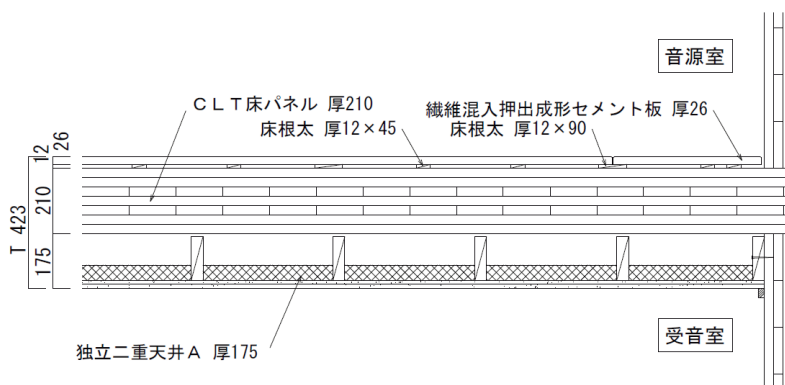 音源室
CLT床パネル 厚210
繊維混入押出成形セメント板 厚26
床根太 厚12×45
床根太 厚12×90
26
12
210
175
T 423
独立二重天井A 厚175
受音室